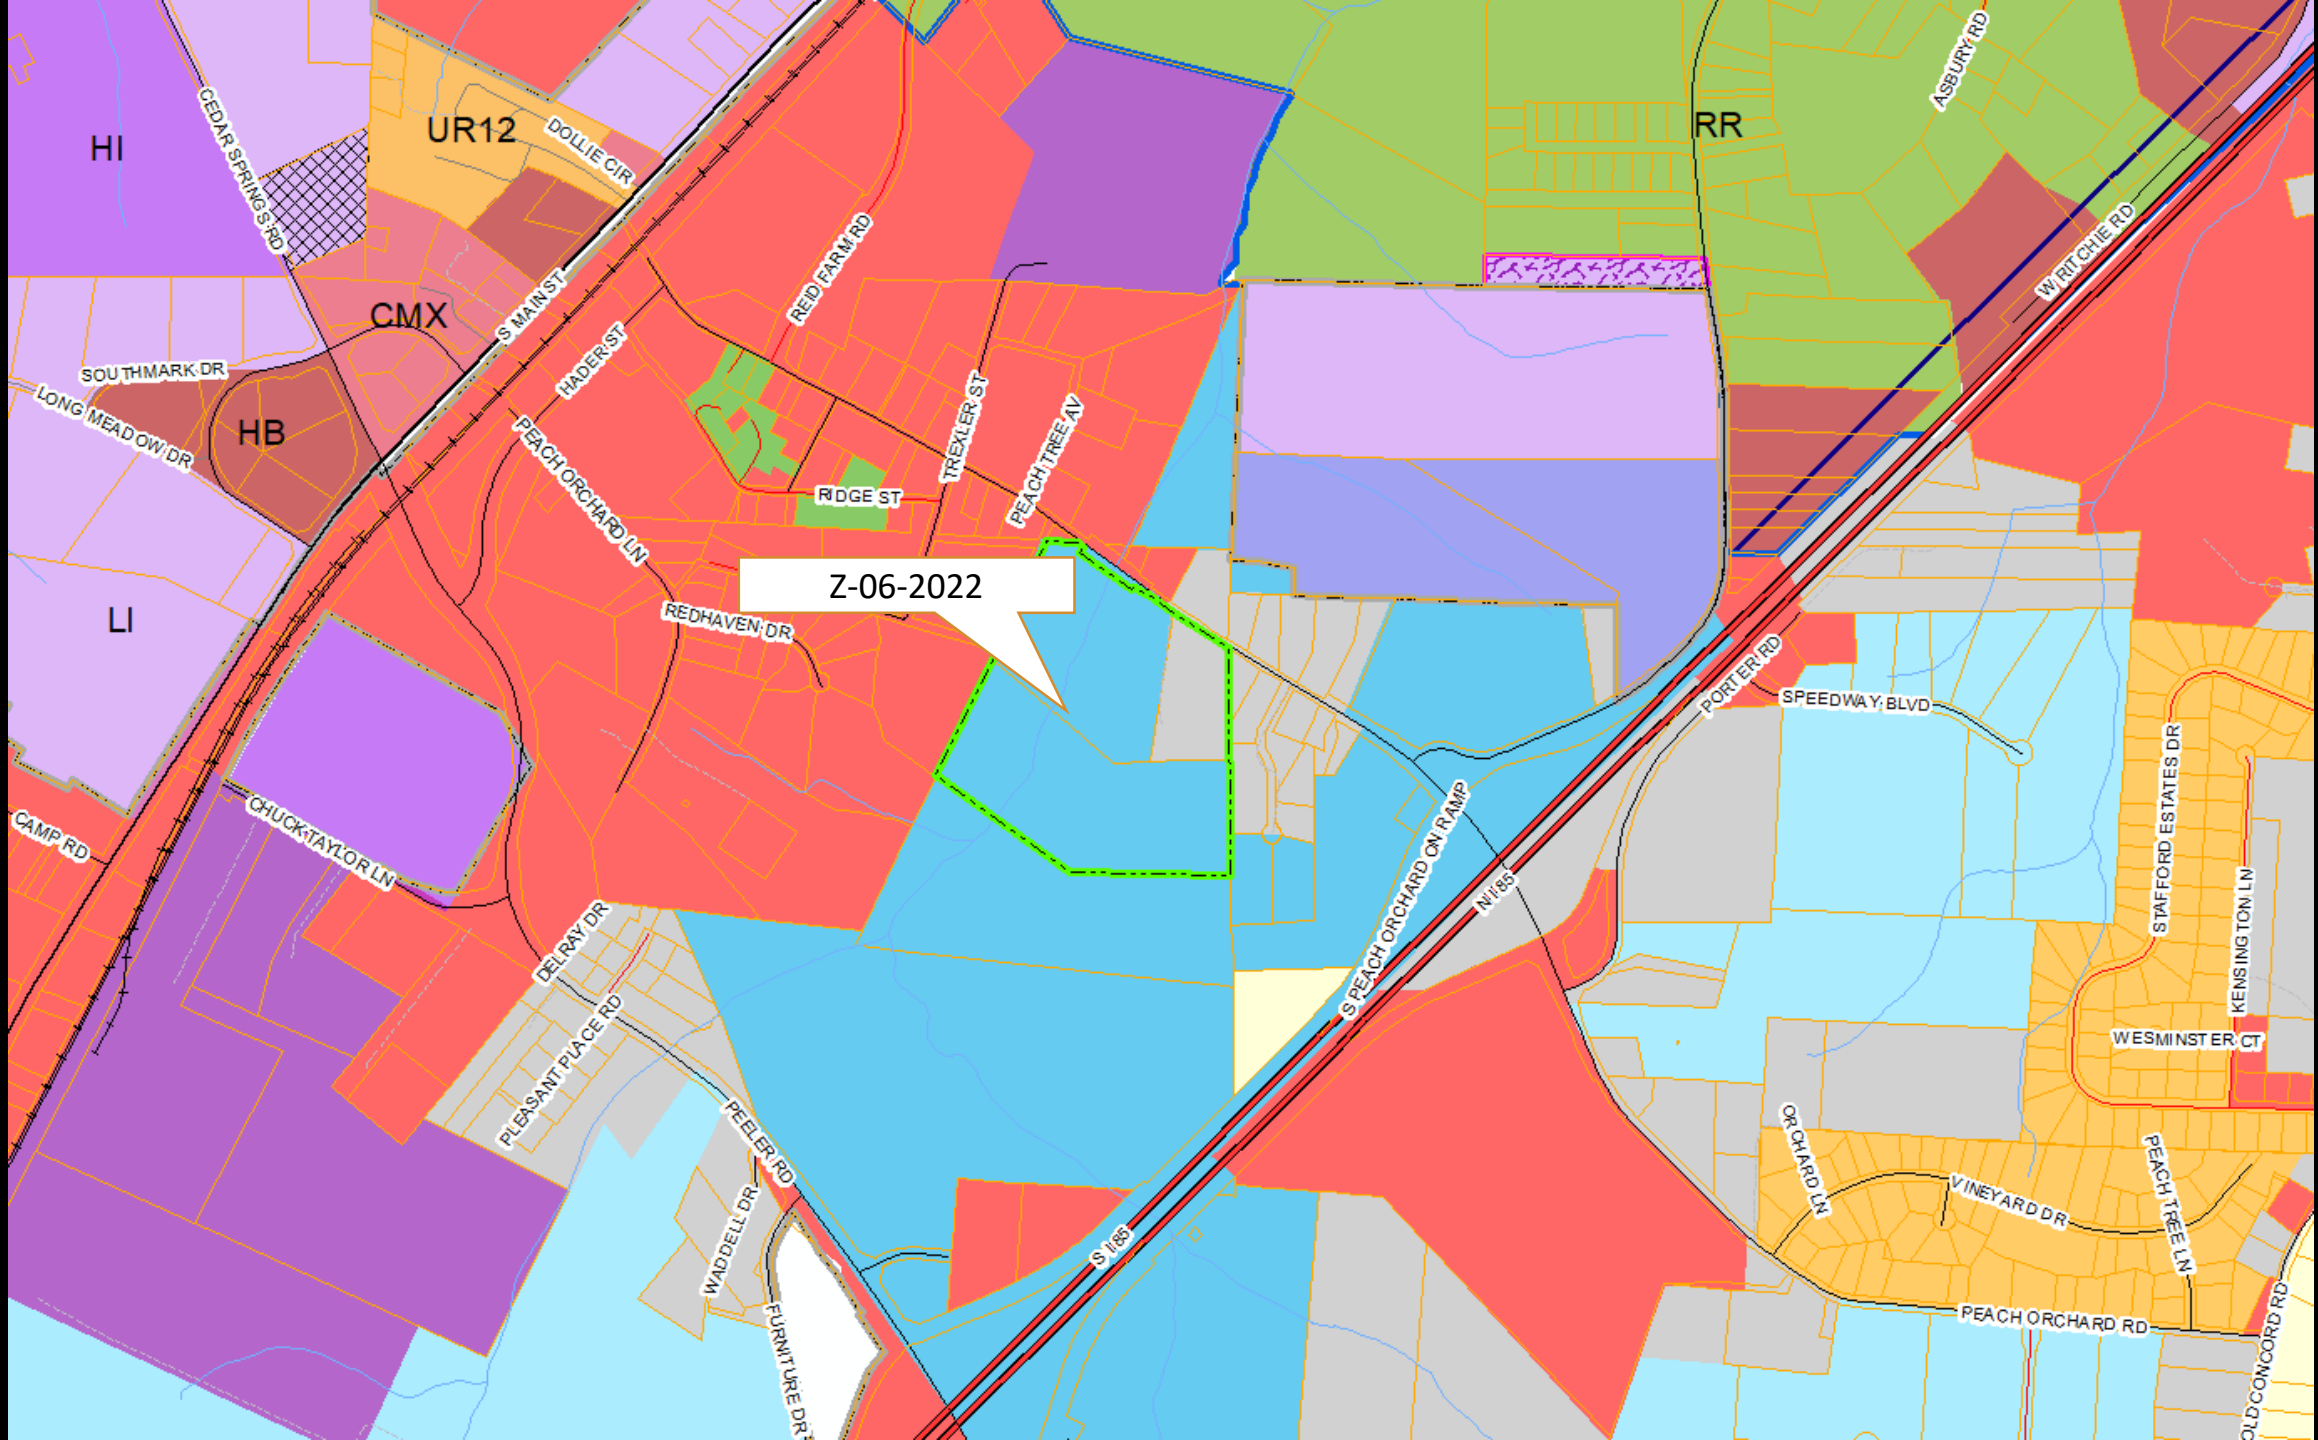 ASBURY RD
CEDAR SPRINGS RD
UR12
DOLLIE CIR
RR
HI
W RITCHIE RD
REID FARM RD
S MAIN ST
CMX
HADER ST
SOUTHMARK DR
LONG MEADOW DR
HB
TREXLER ST
PEACH TREE AV
PEACH ORCHARD LN
RIDGE ST
Z-06-2022
LI
REDHAVEN DR
PORTER RD
SPEEDWAY BLVD
STAFFORD ESTATES DR
CAMP RD
CHUCK TAYLOR LN
S PEACH ORCHARD ON RAMP
N I 85
KENSINGTON LN
DELRAY DR
PLEASANT PLACE RD
WESMINSTER CT
PEELER RD
ORCHARD LN
VINEYARD DR
PEACH TREE LN
WADDELL DR
S I 85
FURNITURE DR
PEACH ORCHARD RD
OLD CONCORD RD